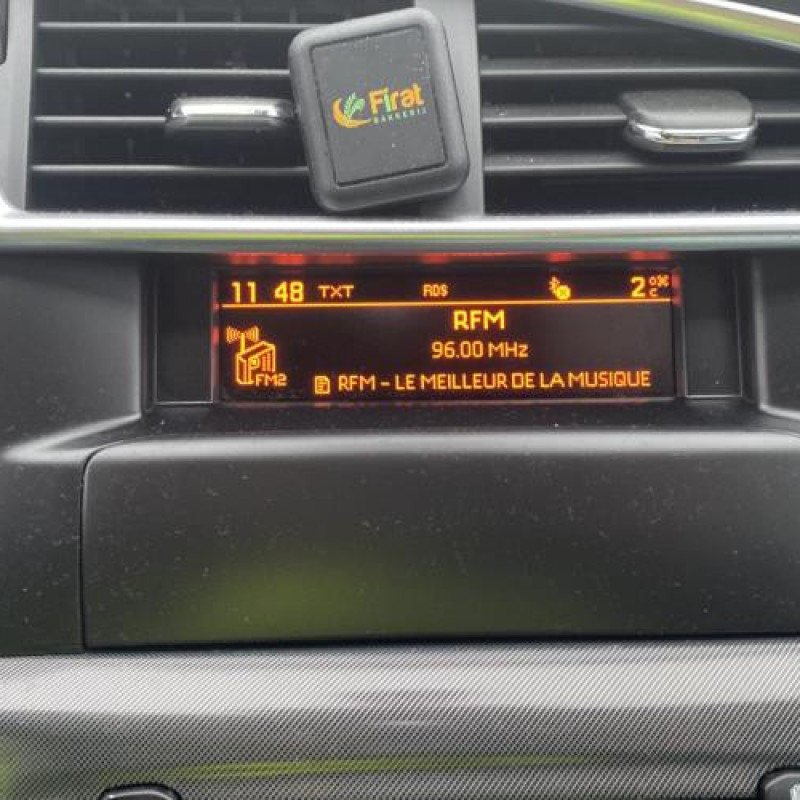 Firat
BAKKERIJ
11 48 TXT RDS 2 °C
RFM
96.00 MHz
FM2
RFM - LE MEILLEUR DE LA MUSIQUE